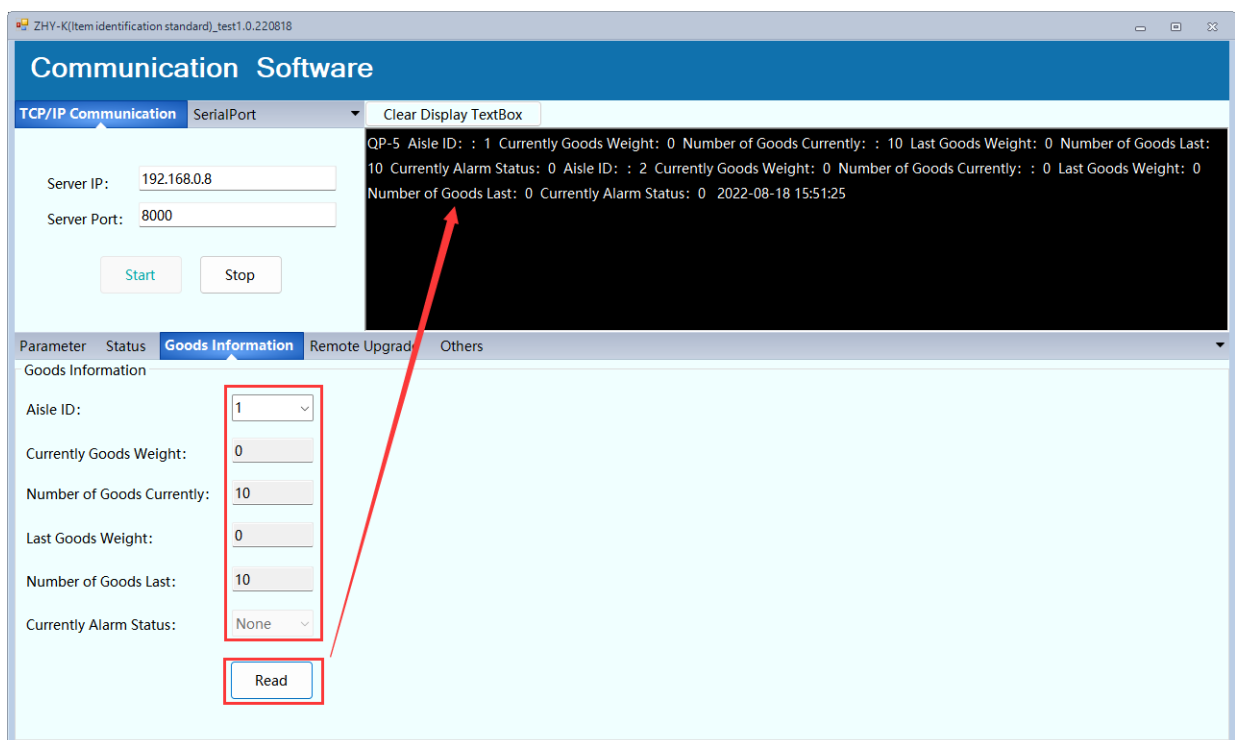 ZHY-K(Item identification standard)_test1.0.220818
Communication Software
TCP/IP Communication SerialPort Clear Display TextBox
QP-5 Aisle ID: : 1 Currently Goods Weight: 0 Number of Goods Currently: : 10 Last Goods Weight: 0 Number of Goods Last:
10 Currently Alarm Status: 0 Aisle ID: : 2 Currently Goods Weight: 0 Number of Goods Currently: : 0 Last Goods Weight: 0
Number of Goods Last: 0 Currently Alarm Status: 0 2022-08-18 15:51:25
Server IP: 192.168.0.8
Server Port: 8000
Start Stop
Parameter Status Goods Information Remote Upgrade Others
Goods Information
Aisle ID: 1
Currently Goods Weight: 0
Number of Goods Currently: 10
Last Goods Weight: 0
Number of Goods Last: 10
Currently Alarm Status: None
Read